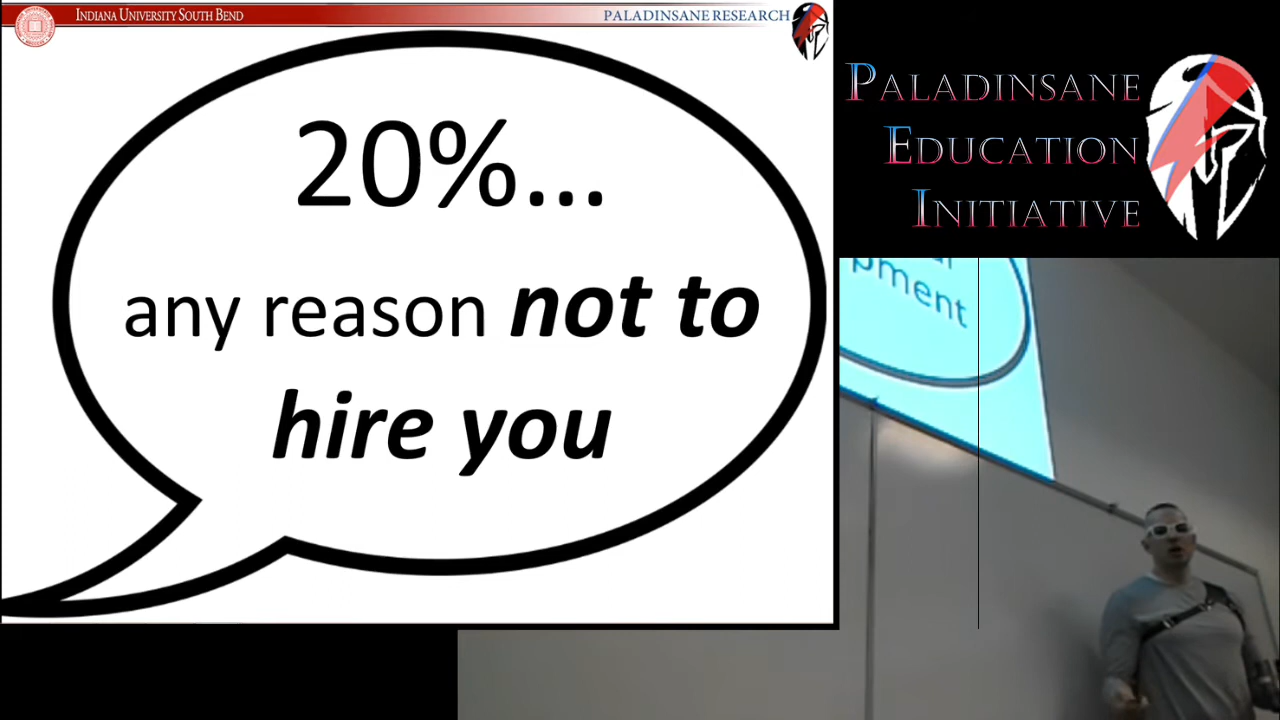 INDIANA UNIVERSITY SOUTH BEND
PALADINSANE RESEARCH
20%...
any reason not to
hire you
PALADINSANE
EDUCATION
INITIATIVE
pment